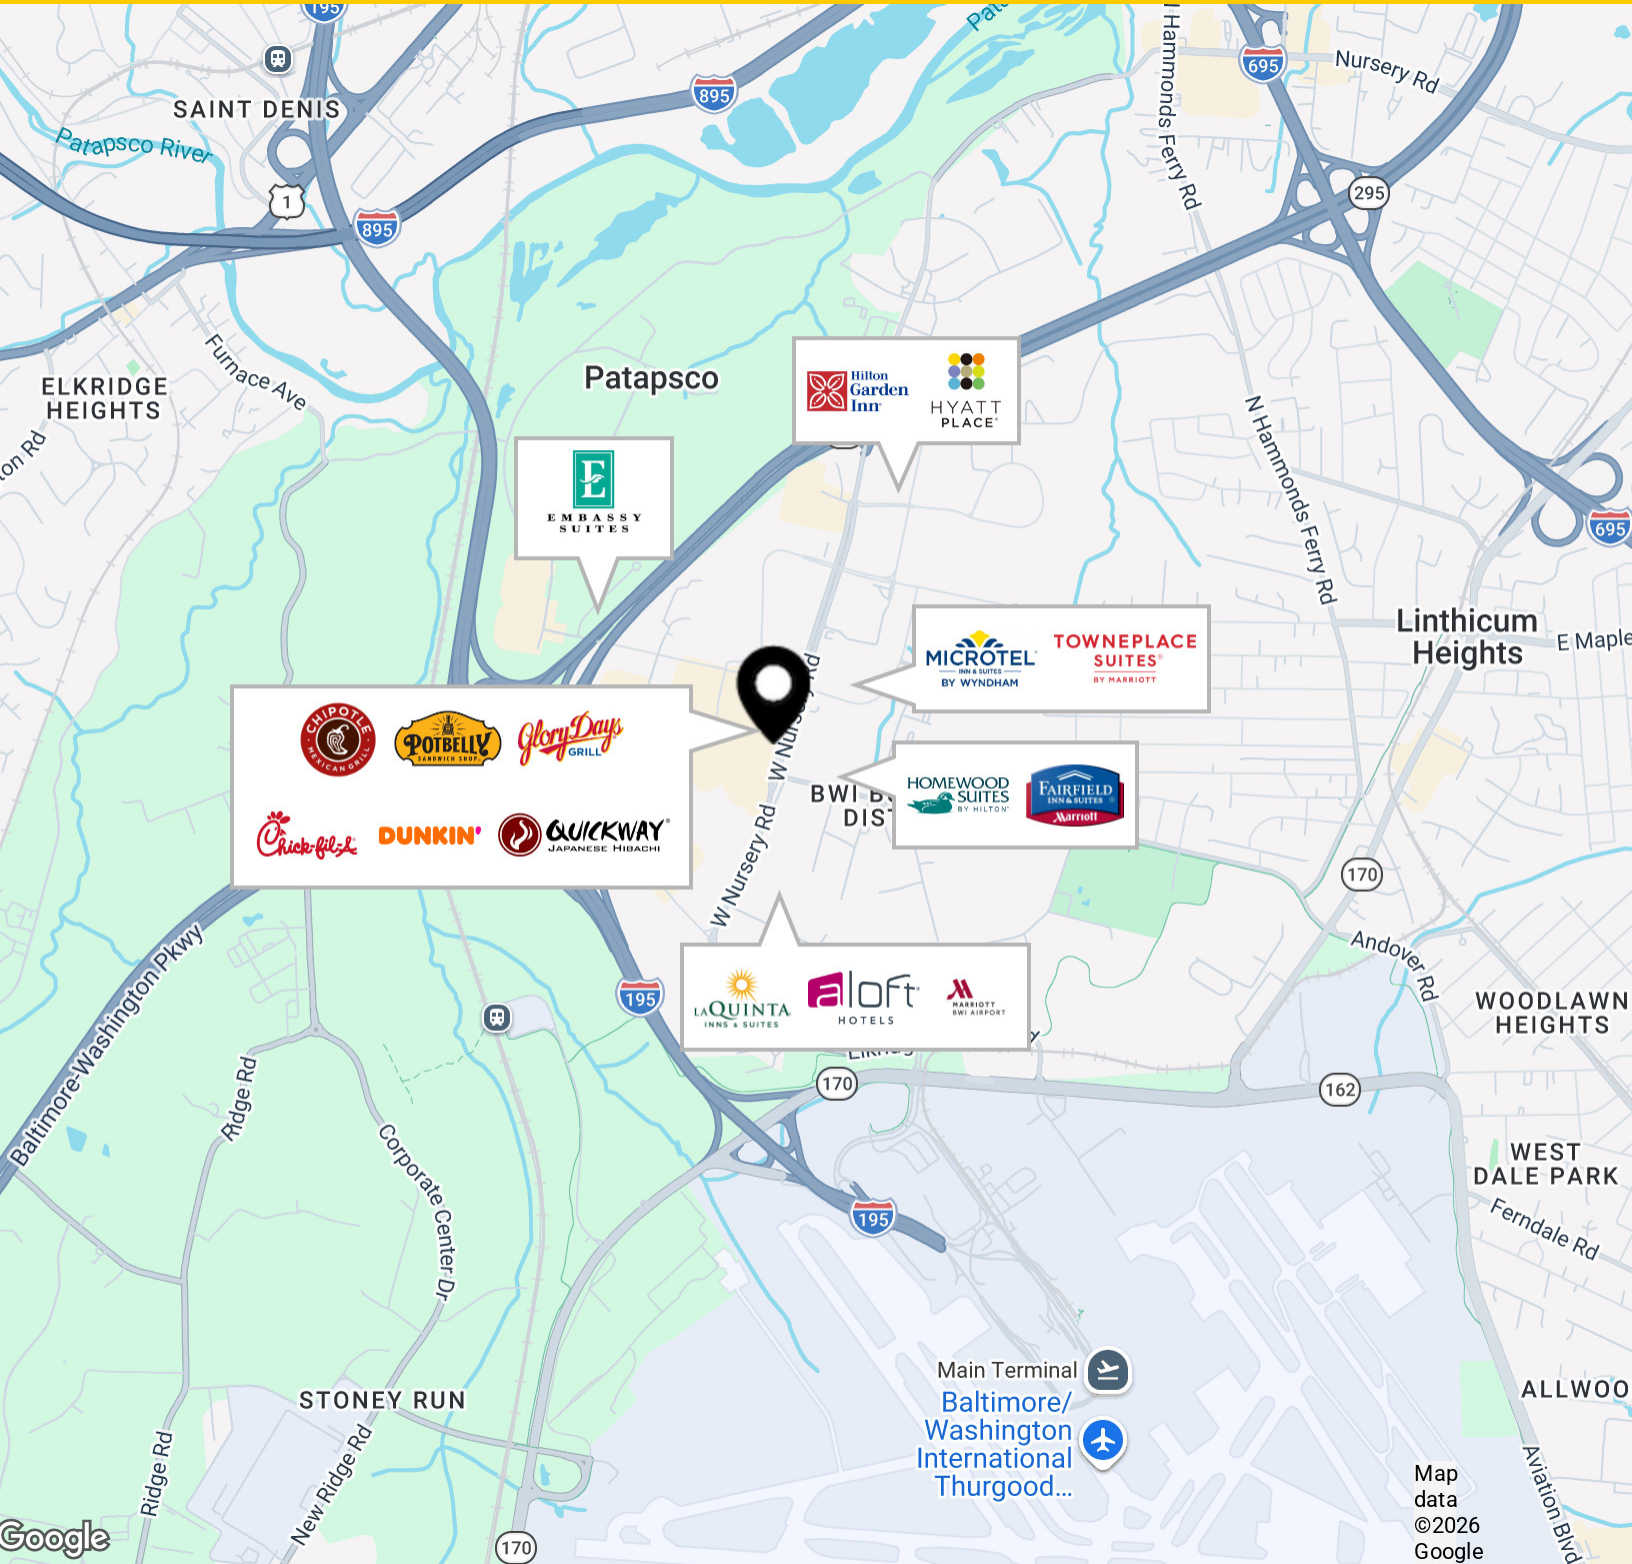 195
895
695
Nursery Rd
N Hammonds Ferry Rd
SAINT DENIS
Patapsco River
1
895
295
Furnace Ave
ELKRIDGE
HEIGHTS
Patapsco
Hilton
Garden
Inn
HYATT
PLACE
N Hammonds Ferry Rd
EMBASSY
SUITES
695
Linthicum
Heights
E Maple
MICROTEL
INN & SUITES
BY WYNDHAM
TOWNEPLACE
SUITES
BY MARRIOTT
CHIPOTLE
MEXICAN GRILL
POTBELLY
SANDWICH SHOP
Glory Days
GRILL
Chick-fil-A
DUNKIN'
QUICKWAY
JAPANESE HIBACHI
W Nursery Rd
BWI B
DIST
HOMEWOOD
SUITES
BY HILTON
FAIRFIELD
INN & SUITES
Marriott
W Nursery Rd
170
Andover Rd
Baltimore-Washington Pkwy
195
LAQUINTA
INNS & SUITES
aloft
HOTELS
MARRIOTT
BWI AIRPORT
WOODLAWN
HEIGHTS
170
162
Ridge Rd
Corporate Center Dr
WEST
DALE PARK
Ferndale Rd
195
Main Terminal
Baltimore/
Washington
International
Thurgood...
STONEY RUN
ALLWOO
Ridge Rd
New Ridge Rd
Aviation Blvd
170
Google
Map
data
©2026
Google